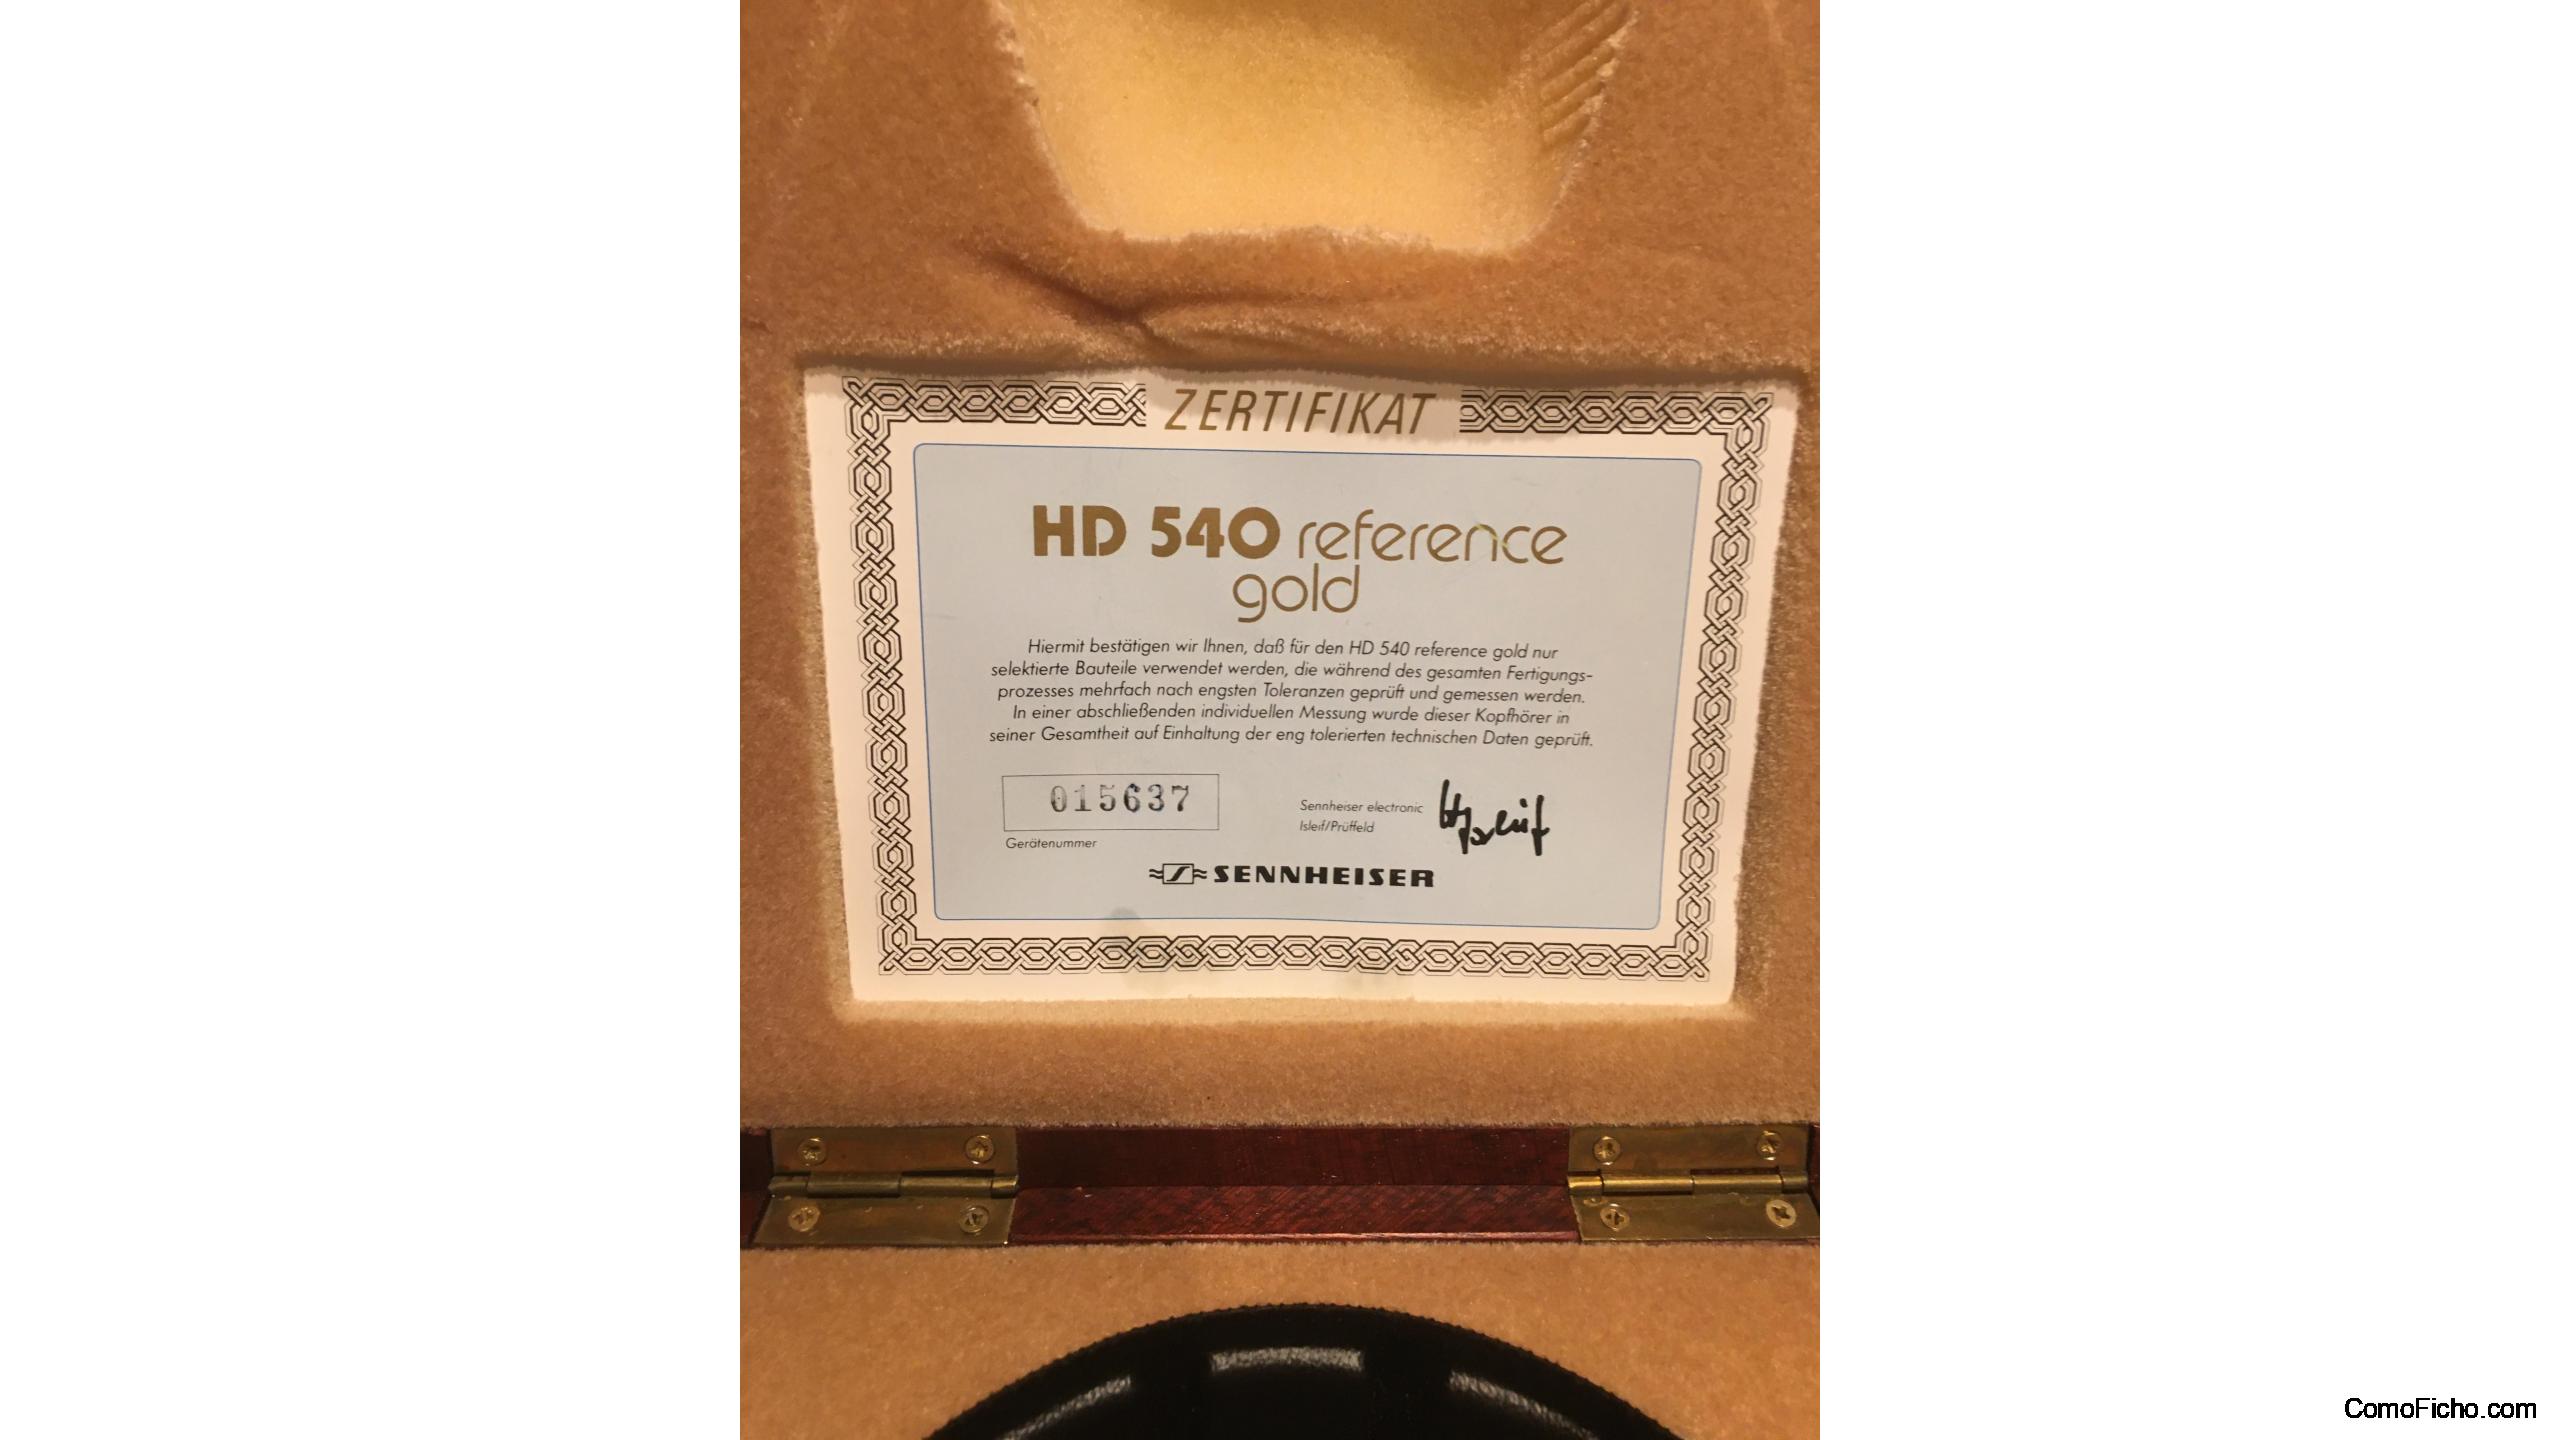 ZERTIFIKAT
HD 540 reference
gold
Hiermit bestätigen wir Ihnen, daß für den HD 540 reference gold nur
selektierte Bauteile verwendet werden, die während des gesamten Fertigungs-
prozesses mehrfach nach engsten Toleranzen geprüft und gemessen werden.
In einer abschließenden individuellen Messung wurde dieser Kopfhörer in
seiner Gesamtheit auf Einhaltung der eng tolerierten technischen Daten geprüft.
015637
Gerätenummer
Sennheiser electronic
Isleif/Prüffeld
SENNHEISER
ComoFicho.com